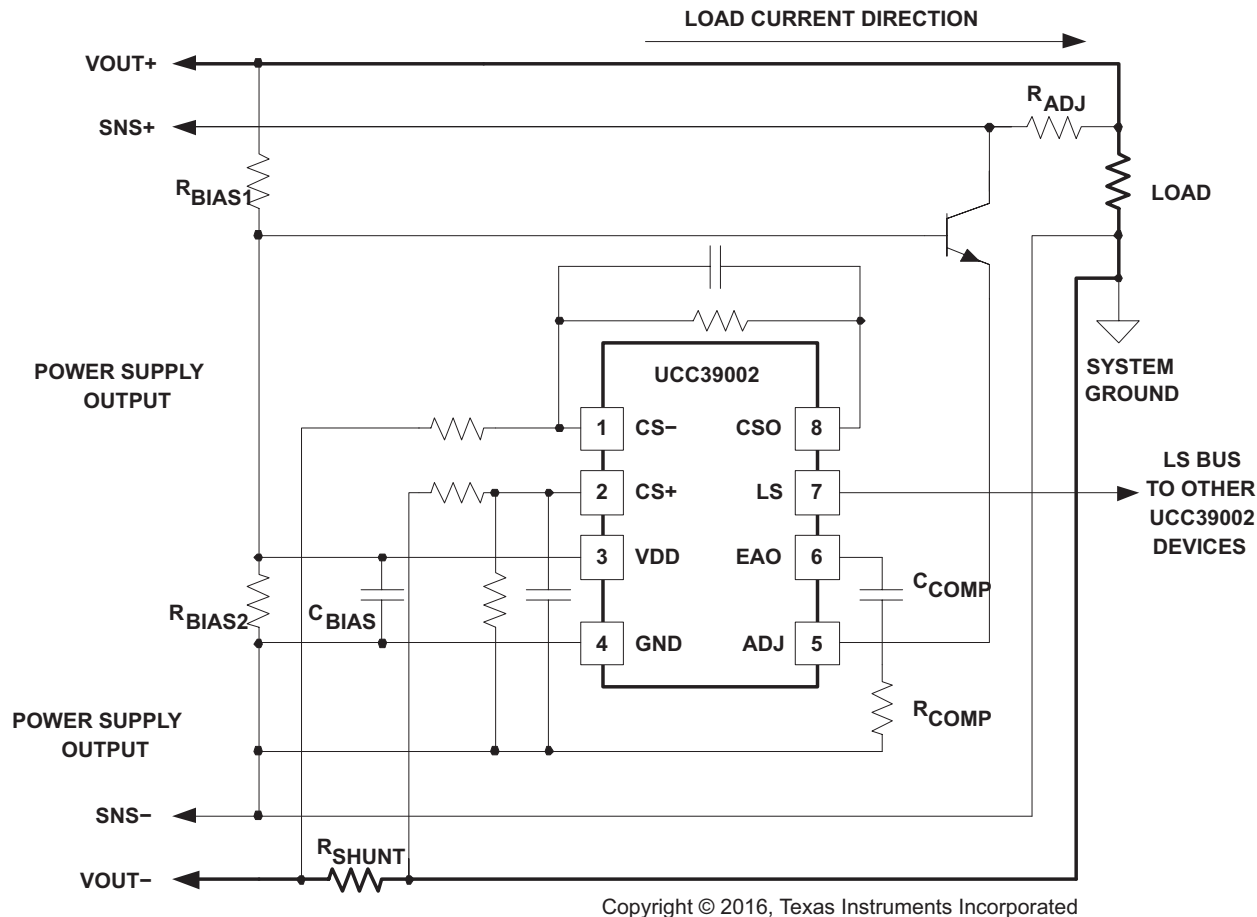 LOAD CURRENT DIRECTION
VOUT+
SNS+
RADJ
RBIAS1
LOAD
POWER SUPPLY
OUTPUT
SYSTEM
GROUND
UCC39002
1 CS−
CSO 8
2 CS+
LS 7
3 VDD
EAO 6
4 GND
ADJ 5
LS BUS
TO OTHER
UCC39002
DEVICES
CCOMP
RBIAS2
CBIAS
RCOMP
POWER SUPPLY
OUTPUT
SNS−
RSHUNT
VOUT−
Copyright © 2016, Texas Instruments Incorporated